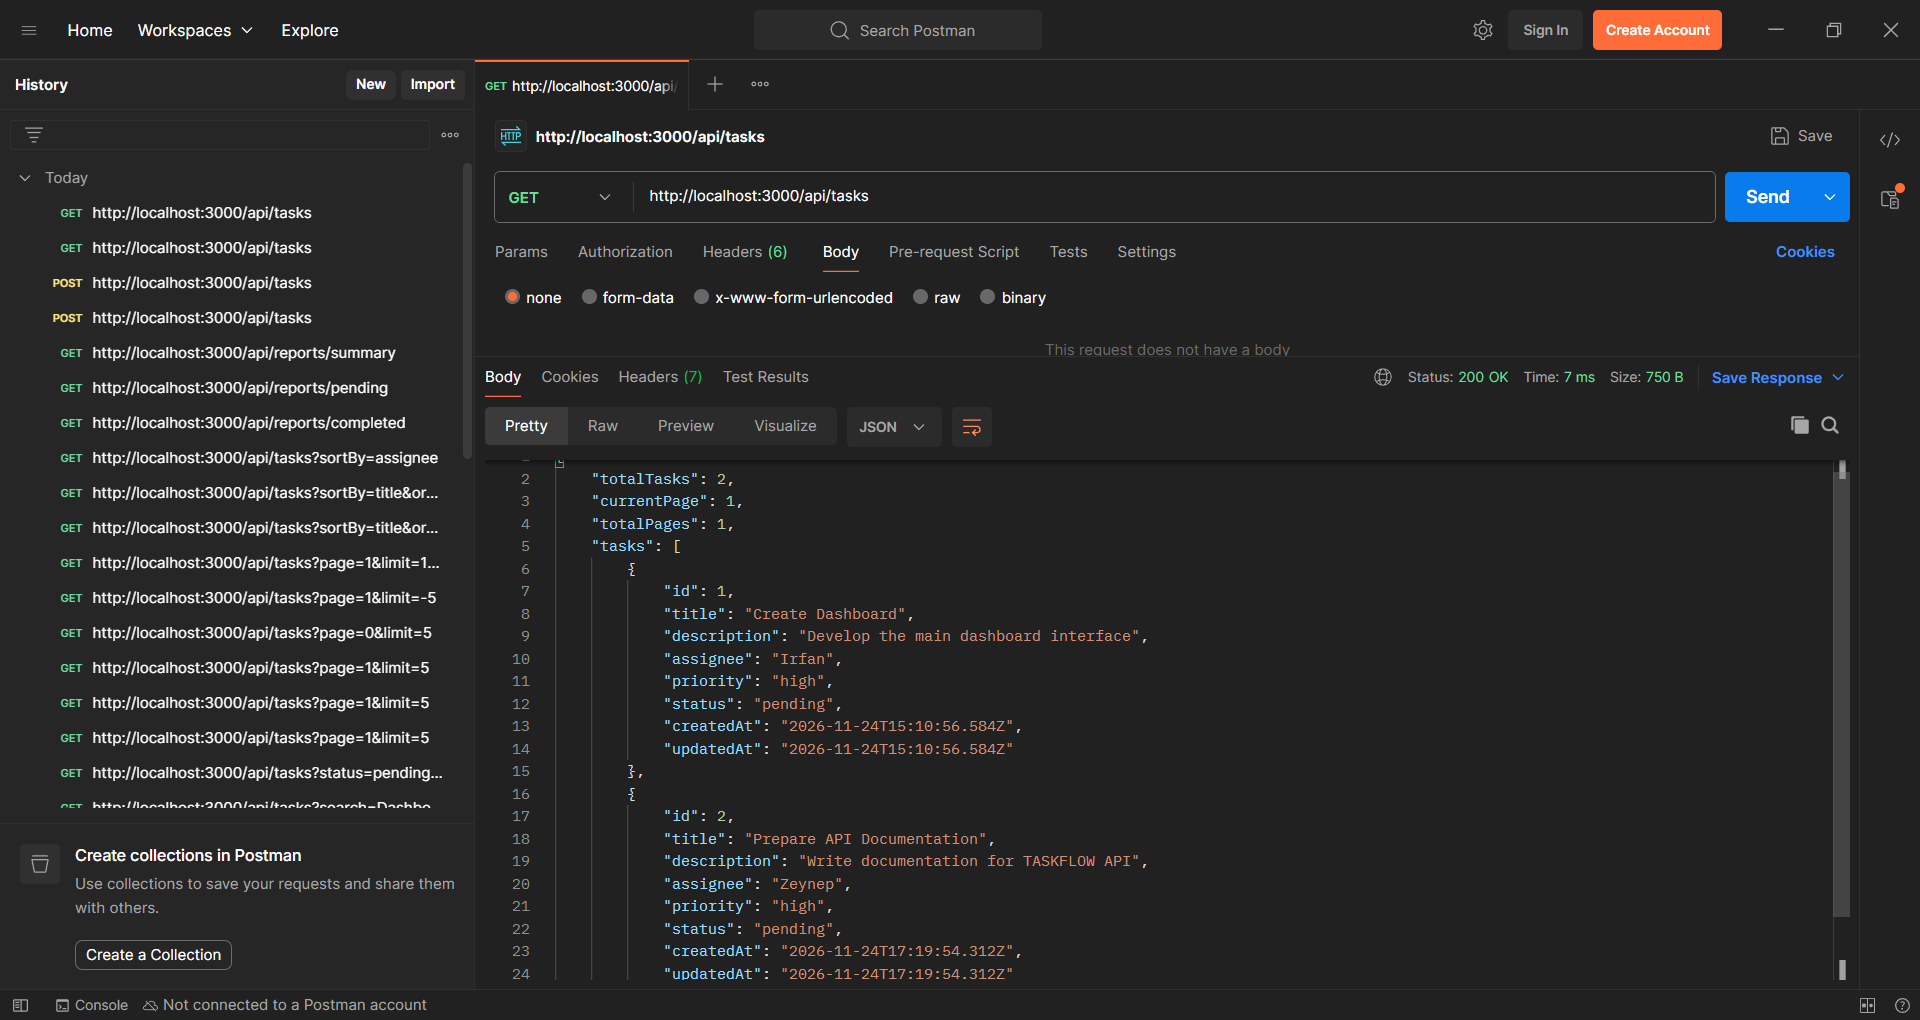 Home
Workspaces
Explore
Search Postman
Sign In
Create Account
History
New
Import
GET http://localhost:3000/api/
http://localhost:3000/api/tasks
Save
Today
GET http://localhost:3000/api/tasks
GET http://localhost:3000/api/tasks
POST http://localhost:3000/api/tasks
POST http://localhost:3000/api/tasks
GET http://localhost:3000/api/reports/summary
GET http://localhost:3000/api/reports/pending
GET http://localhost:3000/api/reports/completed
GET http://localhost:3000/api/tasks?sortBy=assignee
GET http://localhost:3000/api/tasks?sortBy=title&or...
GET http://localhost:3000/api/tasks?sortBy=title&or...
GET http://localhost:3000/api/tasks?page=1&limit=1...
GET http://localhost:3000/api/tasks?page=1&limit=-5
GET http://localhost:3000/api/tasks?page=0&limit=5
GET http://localhost:3000/api/tasks?page=1&limit=5
GET http://localhost:3000/api/tasks?page=1&limit=5
GET http://localhost:3000/api/tasks?page=1&limit=5
GET http://localhost:3000/api/tasks?status=pending...
GET http://localhost:3000/api/tasks?search=Dashbo
Create collections in Postman
Use collections to save your requests and share them
with others.
Create a Collection
HTTP
GET
http://localhost:3000/api/tasks
Send
Params
Authorization
Headers (6)
Body
Pre-request Script
Tests
Settings
Cookies
none
form-data
x-www-form-urlencoded
raw
binary
This request does not have a body
Body
Cookies
Headers (7)
Test Results
Status: 200 OK
Time: 7 ms
Size: 750 B
Save Response
Pretty
Raw
Preview
Visualize
JSON
2 "totalTasks": 2,
3 "currentPage": 1,
4 "totalPages": 1,
5 "tasks": [
6 {
7 "id": 1,
8 "title": "Create Dashboard",
9 "description": "Develop the main dashboard interface",
10 "assignee": "Irfan",
11 "priority": "high",
12 "status": "pending",
13 "createdAt": "2026-11-24T15:10:56.584Z",
14 "updatedAt": "2026-11-24T15:10:56.584Z"
15 },
16 {
17 "id": 2,
18 "title": "Prepare API Documentation",
19 "description": "Write documentation for TASKFLOW API",
20 "assignee": "Zeynep",
21 "priority": "high",
22 "status": "pending",
23 "createdAt": "2026-11-24T17:19:54.312Z",
24 "updatedAt": "2026-11-24T17:19:54.312Z"
Console
Not connected to a Postman account